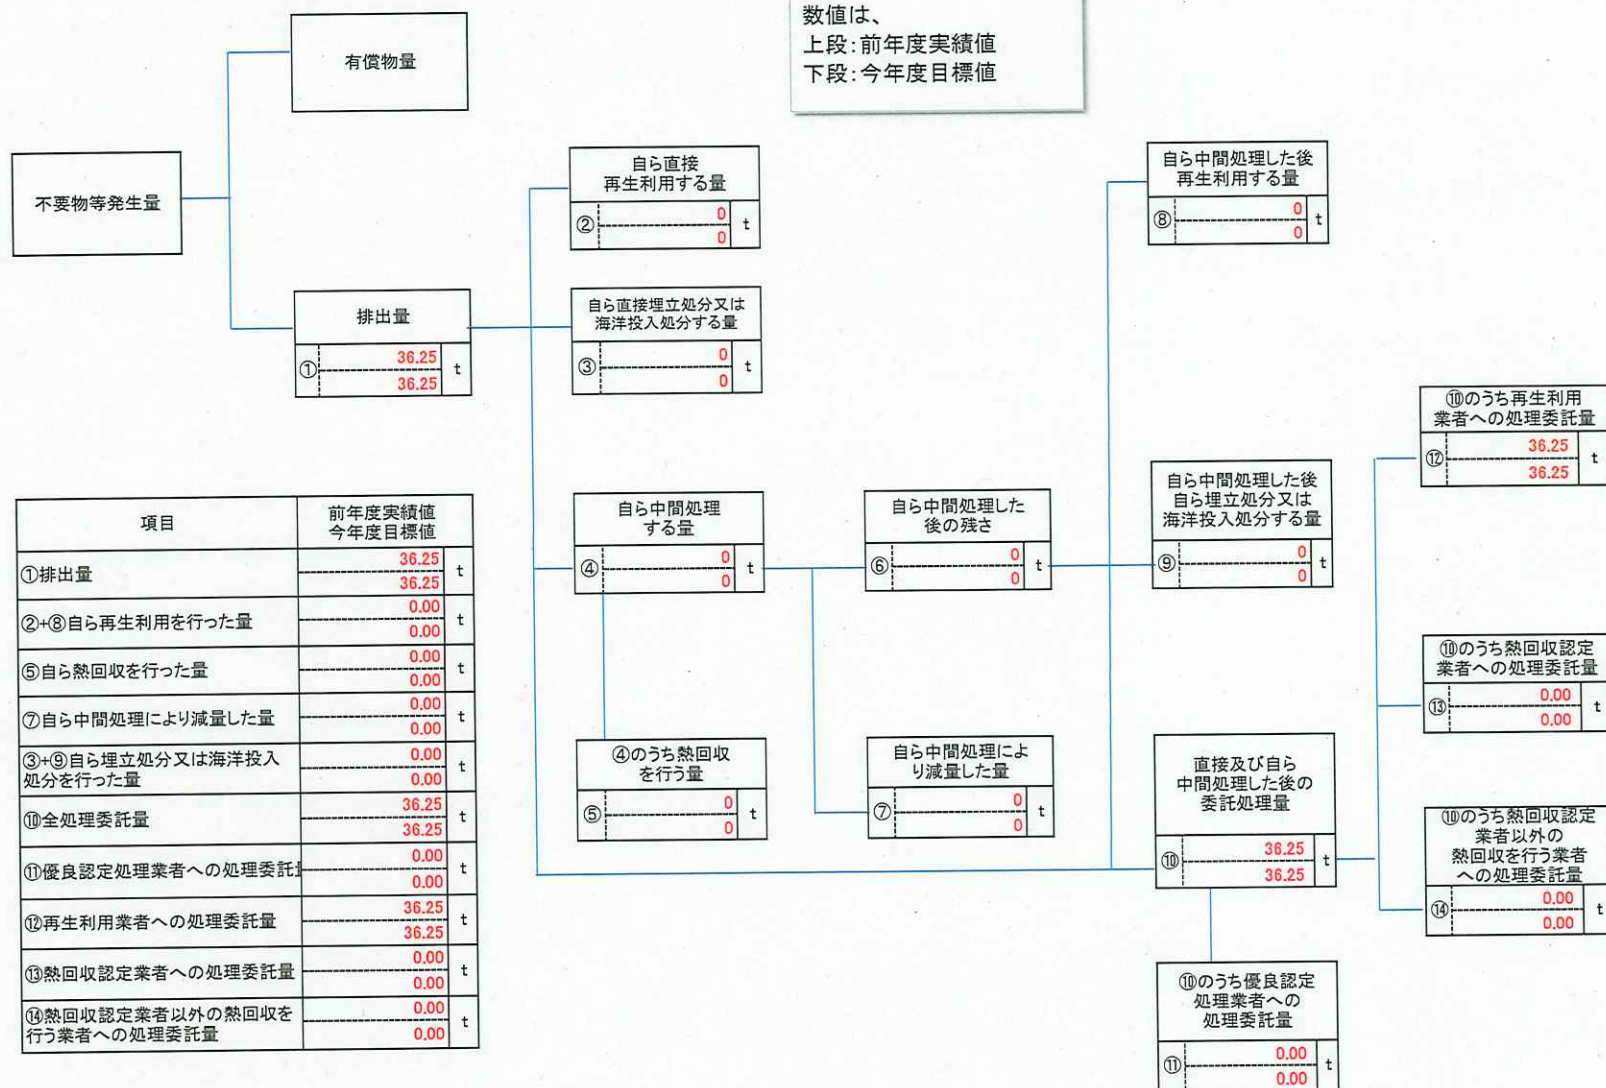 数値は、
上段:前年度実績値
下段:今年度目標値
有償物量
不要物等発生量
排出量
①
36.25
36.25
t
自ら直接
再生利用する量
②
0
0
t
自ら直接埋立処分又は
海洋投入処分する量
③
0
0
t
自ら中間処理
する量
④
0
0
t
④のうち熱回収
を行う量
⑤
0
0
t
自ら中間処理した
後の残さ
⑥
0
0
t
自ら中間処理によ
り減量した量
⑦
0
0
t
自ら中間処理した後
再生利用する量
⑧
0
0
t
自ら中間処理した後
自ら埋立処分又は
海洋投入処分する量
⑨
0
0
t
直接及び自ら
中間処理した後の
委託処理量
⑩
36.25
36.25
t
⑩のうち優良認定
処理業者への
処理委託量
⑪
0.00
0.00
t
⑩のうち再生利用
業者への処理委託量
⑫
36.25
36.25
t
⑩のうち熱回収認定
業者への処理委託量
⑬
0.00
0.00
t
⑩のうち熱回収認定
業者以外の
熱回収を行う業者
への処理委託量
⑭
0.00
0.00
t
項目
前年度実績値
今年度目標値
①排出量
36.25
36.25
t
②+⑧自ら再生利用を行った量
0.00
0.00
t
⑤自ら熱回収を行った量
0.00
0.00
t
⑦自ら中間処理により減量した量
0.00
0.00
t
③+⑨自ら埋立処分又は海洋投入
処分を行った量
0.00
0.00
t
⑩全処理委託量
36.25
36.25
t
⑪優良認定処理業者への処理委託
0.00
0.00
t
⑫再生利用業者への処理委託量
36.25
36.25
t
⑬熱回収認定業者への処理委託量
0.00
0.00
t
⑭熱回収認定業者以外の熱回収を
行う業者への処理委託量
0.00
0.00
t